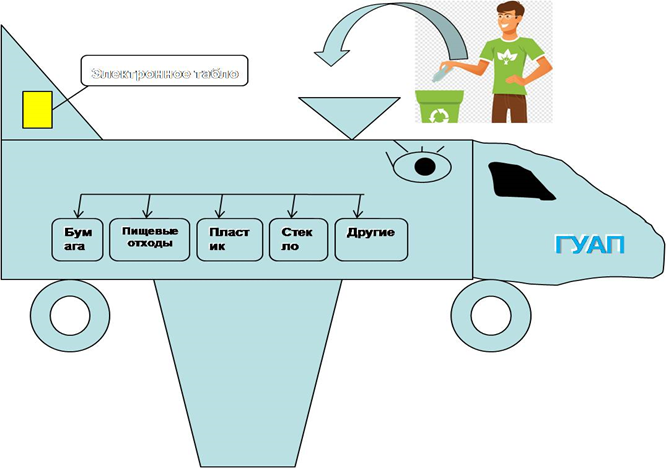 Электронное табло
Бум
ага
Пищевые
отходы
Пласт
ик
Стек
ло
Другие
ГУАП